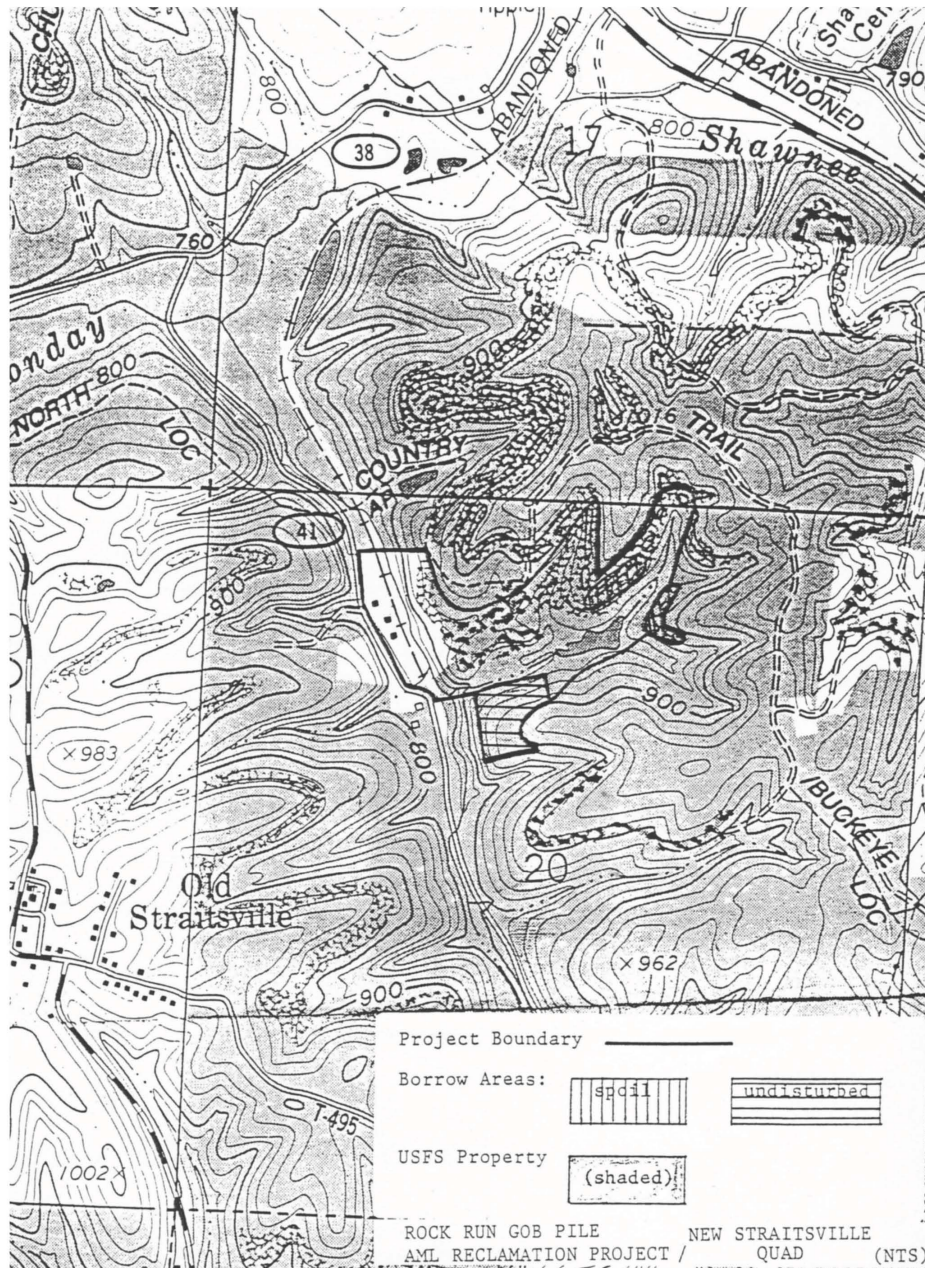 ABANDONED
800
ABANDONED
790
17
800
Shawnee
38
760
900
onday
NORTH
800
LOC
COUNTRY
TRAIL
41
900
900
×983
800
BUCKEYE
LOC
20
Old
Straitsville
×962
900
T-495
1002×
Project Boundary
Borrow Areas:
spoil
undisturbed
USFS Property
(shaded)
ROCK RUN GOB PILE
NEW STRAITSVILLE
AML RECLAMATION PROJECT /
QUAD
(NTS)